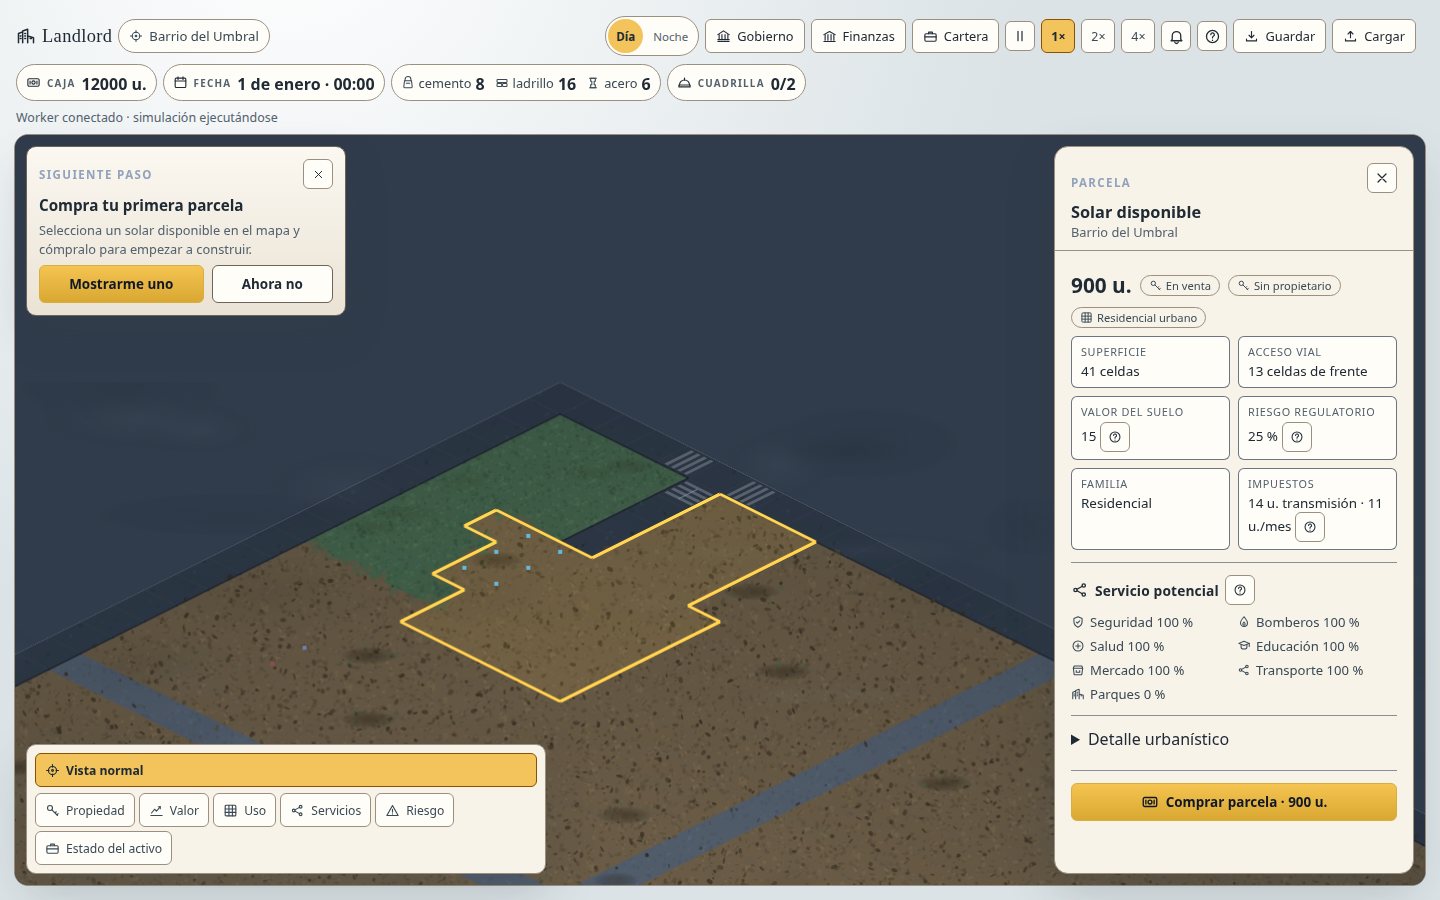 Landlord
Barrio del Umbral
Día
Noche
Gobierno
Finanzas
Cartera
1×
2×
4×
Guardar
Cargar
CAJA 12000 u.
FECHA 1 de enero · 00:00
cemento 8 ladrillo 16 acero 6
CUADRILLA 0/2
Worker conectado · simulación ejecutándose
SIGUIENTE PASO
Compra tu primera parcela
Selecciona un solar disponible en el mapa y
cómpralo para empezar a construir.
Mostrarme uno
Ahora no
Vista normal
Propiedad
Valor
Uso
Servicios
Riesgo
Estado del activo
PARCELA
Solar disponible
Barrio del Umbral
900 u.
En venta
Sin propietario
Residencial urbano
SUPERFICIE
41 celdas
ACCESO VIAL
13 celdas de frente
VALOR DEL SUELO
15
RIESGO REGULATORIO
25 %
FAMILIA
Residencial
IMPUESTOS
14 u. transmisión · 11
u./mes
Servicio potencial
Seguridad 100 %
Bomberos 100 %
Salud 100 %
Educación 100 %
Mercado 100 %
Transporte 100 %
Parques 0 %
Detalle urbanístico
Comprar parcela · 900 u.